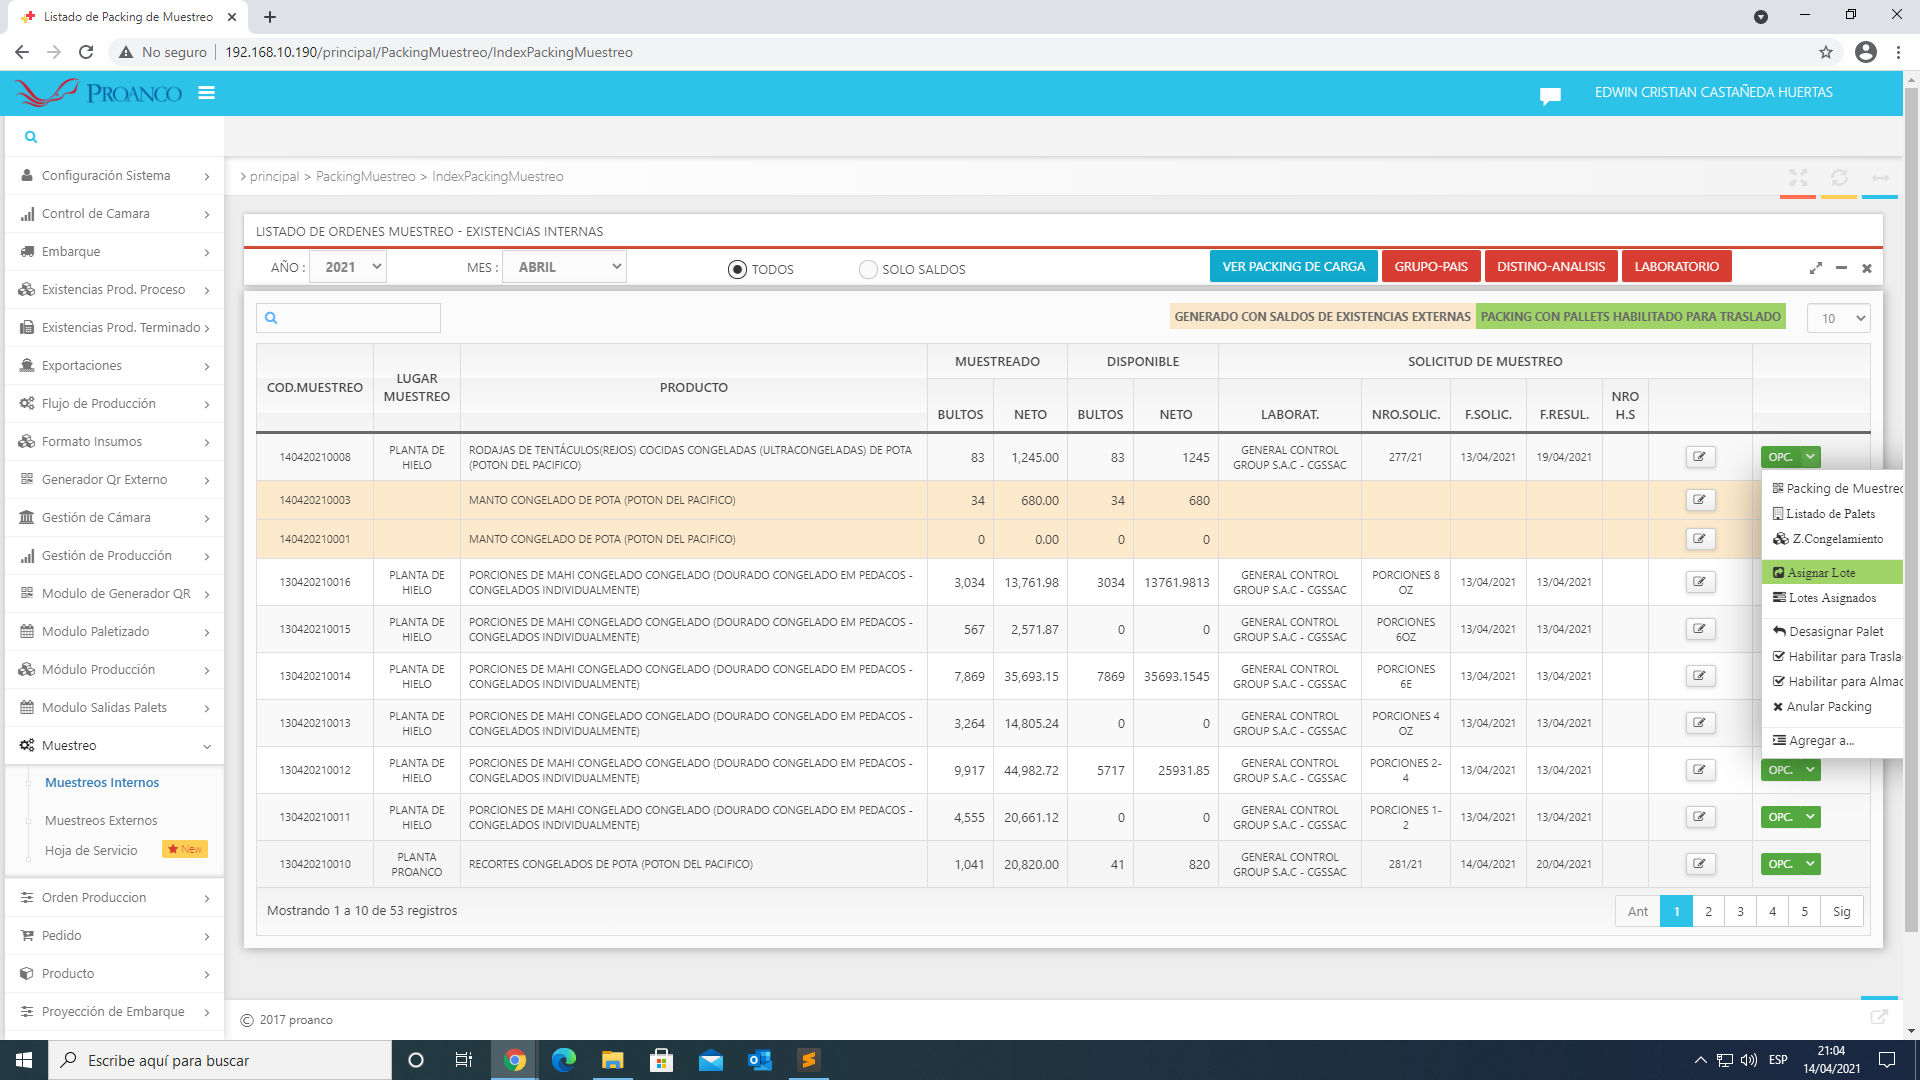 Listado de Packing de Muestreo
No seguro
192.168.10.190/principal/PackingMuestreo/IndexPackingMuestreo
PROANCO
EDWIN CRISTIAN CASTAÑEDA HUERTAS
Configuración Sistema
Control de Camara
Embarque
Existencias Prod. Proceso
Existencias Prod. Terminado
Exportaciones
Flujo de Producción
Formato Insumos
Generador Qr Externo
Gestión de Cámara
Gestión de Producción
Modulo de Generador QR
Modulo Paletizado
Módulo Producción
Modulo Salidas Palets
Muestreo
Muestreos Internos
Muestreos Externos
Hoja de Servicio
New
Orden Produccion
Pedido
Producto
Proyección de Embarque
> principal > PackingMuestreo > IndexPackingMuestreo
LISTADO DE ORDENES MUESTREO - EXISTENCIAS INTERNAS
AÑO : 2021 MES : ABRIL TODOS SOLO SALDOS
VER PACKING DE CARGA GRUPO-PAIS DISTINO-ANALISIS LABORATORIO
GENERADO CON SALDOS DE EXISTENCIAS EXTERNAS PACKING CON PALLETS HABILITADO PARA TRASLADO 10
COD.MUESTREO LUGAR MUESTREO PRODUCTO MUESTREADO DISPONIBLE SOLICITUD DE MUESTREO
BULTOS NETO BULTOS NETO LABORAT. NRO.SOLIC. F.SOLIC. F.RESUL. NRO H.S
140420210008 PLANTA DE HIELO RODAJAS DE TENTÁCULOS(REJOS) COCIDAS CONGELADAS (ULTRACONGELADAS) DE POTA (POTON DEL PACIFICO) 83 1,245.00 83 1245 GENERAL CONTROL GROUP S.A.C - CGSSAC 277/21 13/04/2021 19/04/2021 OPC.
140420210003 MANTO CONGELADO DE POTA (POTON DEL PACIFICO) 34 680.00 34 680
140420210001 MANTO CONGELADO DE POTA (POTON DEL PACIFICO) 0 0.00 0 0
130420210016 PLANTA DE HIELO PORCIONES DE MAHI CONGELADO CONGELADO (DOURADO CONGELADO EM PEDACOS - CONGELADOS INDIVIDUALMENTE) 3,034 13,761.98 3034 13761.9813 GENERAL CONTROL GROUP S.A.C - CGSSAC PORCIONES 8 OZ 13/04/2021 13/04/2021
130420210015 PLANTA DE HIELO PORCIONES DE MAHI CONGELADO CONGELADO (DOURADO CONGELADO EM PEDACOS - CONGELADOS INDIVIDUALMENTE) 567 2,571.87 0 0 GENERAL CONTROL GROUP S.A.C - CGSSAC PORCIONES 6OZ 13/04/2021 13/04/2021
130420210014 PLANTA DE HIELO PORCIONES DE MAHI CONGELADO CONGELADO (DOURADO CONGELADO EM PEDACOS - CONGELADOS INDIVIDUALMENTE) 7,869 35,693.15 7869 35693.1545 GENERAL CONTROL GROUP S.A.C - CGSSAC PORCIONES 6E 13/04/2021 13/04/2021
130420210013 PLANTA DE HIELO PORCIONES DE MAHI CONGELADO CONGELADO (DOURADO CONGELADO EM PEDACOS - CONGELADOS INDIVIDUALMENTE) 3,264 14,805.24 0 0 GENERAL CONTROL GROUP S.A.C - CGSSAC PORCIONES 4 OZ 13/04/2021 13/04/2021
130420210012 PLANTA DE HIELO PORCIONES DE MAHI CONGELADO CONGELADO (DOURADO CONGELADO EM PEDACOS - CONGELADOS INDIVIDUALMENTE) 9,917 44,982.72 5717 25931.85 GENERAL CONTROL GROUP S.A.C - CGSSAC PORCIONES 2-4 13/04/2021 13/04/2021 OPC.
130420210011 PLANTA DE HIELO PORCIONES DE MAHI CONGELADO CONGELADO (DOURADO CONGELADO EM PEDACOS - CONGELADOS INDIVIDUALMENTE) 4,555 20,661.12 0 0 GENERAL CONTROL GROUP S.A.C - CGSSAC PORCIONES 1-2 13/04/2021 13/04/2021 OPC.
130420210010 PLANTA PROANCO RECORTES CONGELADOS DE POTA (POTON DEL PACIFICO) 1,041 20,820.00 41 820 GENERAL CONTROL GROUP S.A.C - CGSSAC 281/21 14/04/2021 20/04/2021 OPC.
Packing de Muestreo
Listado de Palets
Z.Congelamiento
Asignar Lote
Lotes Asignados
Desasignar Palet
Habilitar para Trasla
Habilitar para Almac
Anular Packing
Agregar a...
Mostrando 1 a 10 de 53 registros
Ant 1 2 3 4 5 Sig
© 2017 proanco
Escribe aquí para buscar
ESP
21:04
14/04/2021